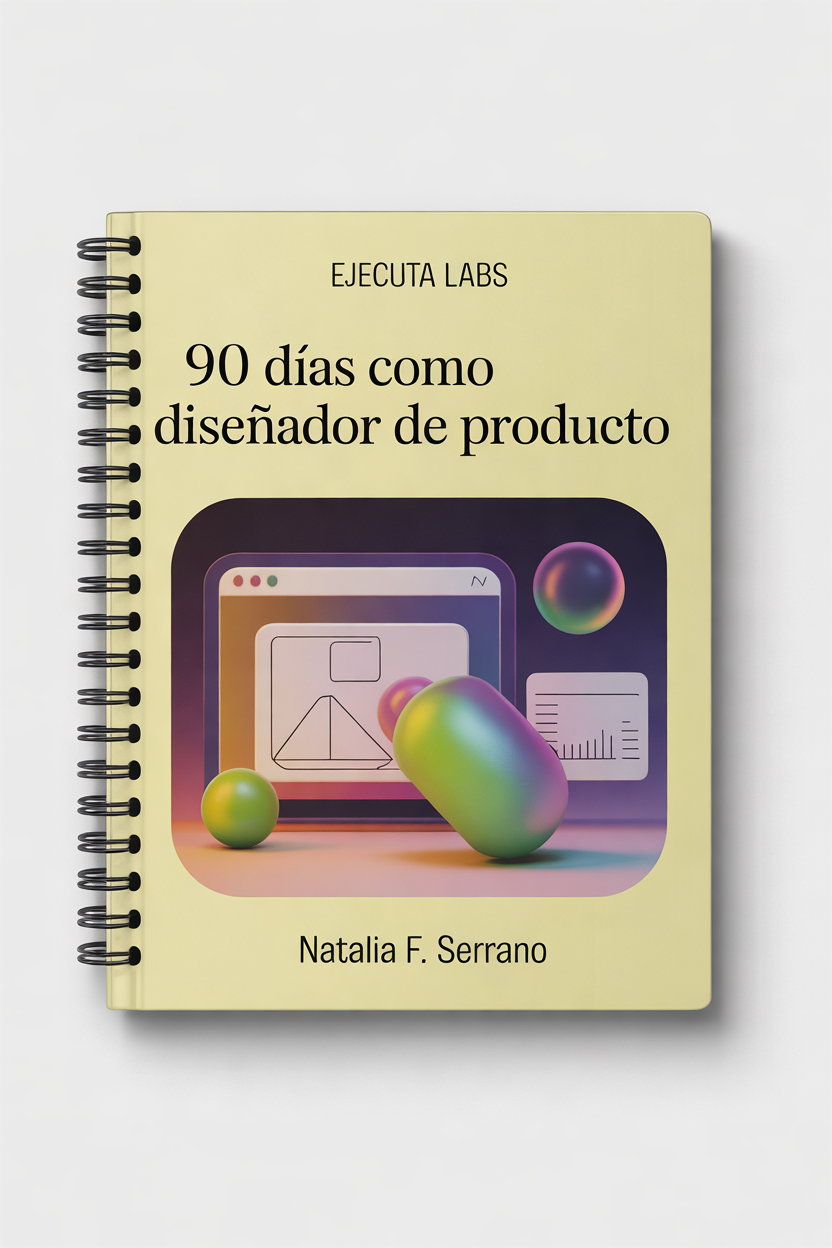 EJECUTA LABS
90 días como
diseñador de producto
N
Natalia F. Serrano